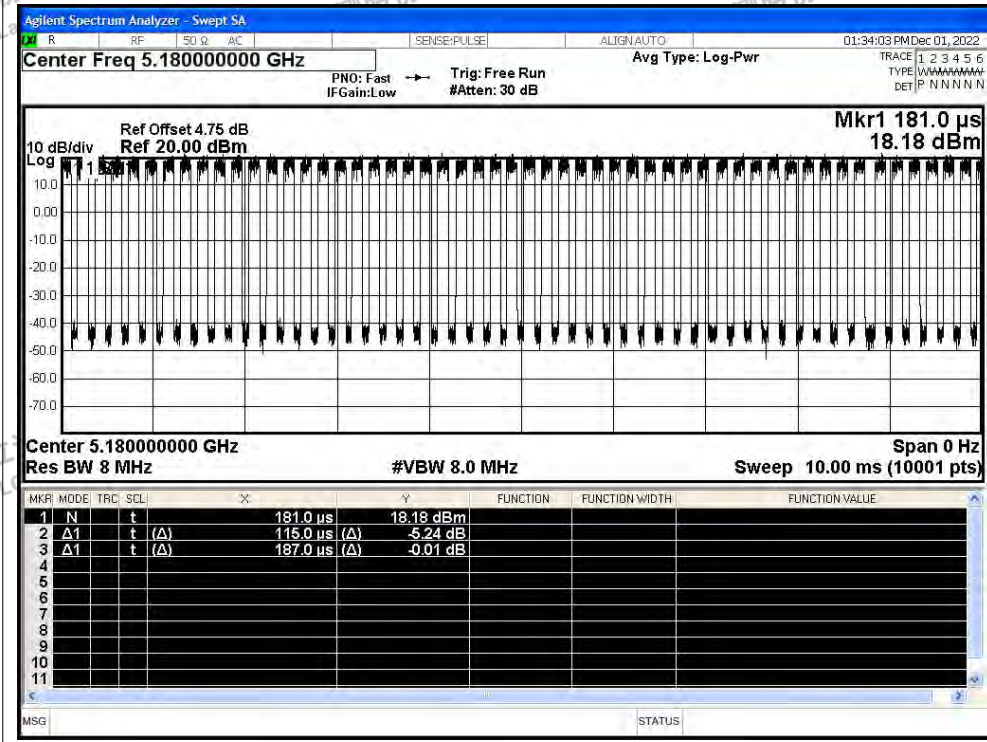 Agilent Spectrum Analyzer - Swept SA
R RF 50 Ω AC SENSE:PULSE ALIGN AUTO 01:34:03 PM Dec 01, 2022
Center Freq 5.180000000 GHz
PNO: Fast
IFGain:Low
Trig: Free Run
#Atten: 30 dB
Avg Type: Log-Pwr
TRACE 1 2 3 4 5 6
TYPE
DET P N N N N N
Mkr1 181.0 µs
18.18 dBm
Ref Offset 4.75 dB
10 dB/div Ref 20.00 dBm
Log
10.0
0.00
-10.0
-20.0
-30.0
-40.0
-50.0
-60.0
-70.0
Center 5.180000000 GHz Span 0 Hz
Res BW 8 MHz #VBW 8.0 MHz Sweep 10.00 ms (10001 pts)
MKR MODE TRC SCL X Y FUNCTION FUNCTION WIDTH FUNCTION VALUE
1 N t 181.0 µs 18.18 dBm
2 Δ1 t (Δ) 115.0 µs (Δ) -5.24 dB
3 Δ1 t (Δ) 187.0 µs (Δ) -0.01 dB
4
5
6
7
8
9
10
11
MSG STATUS